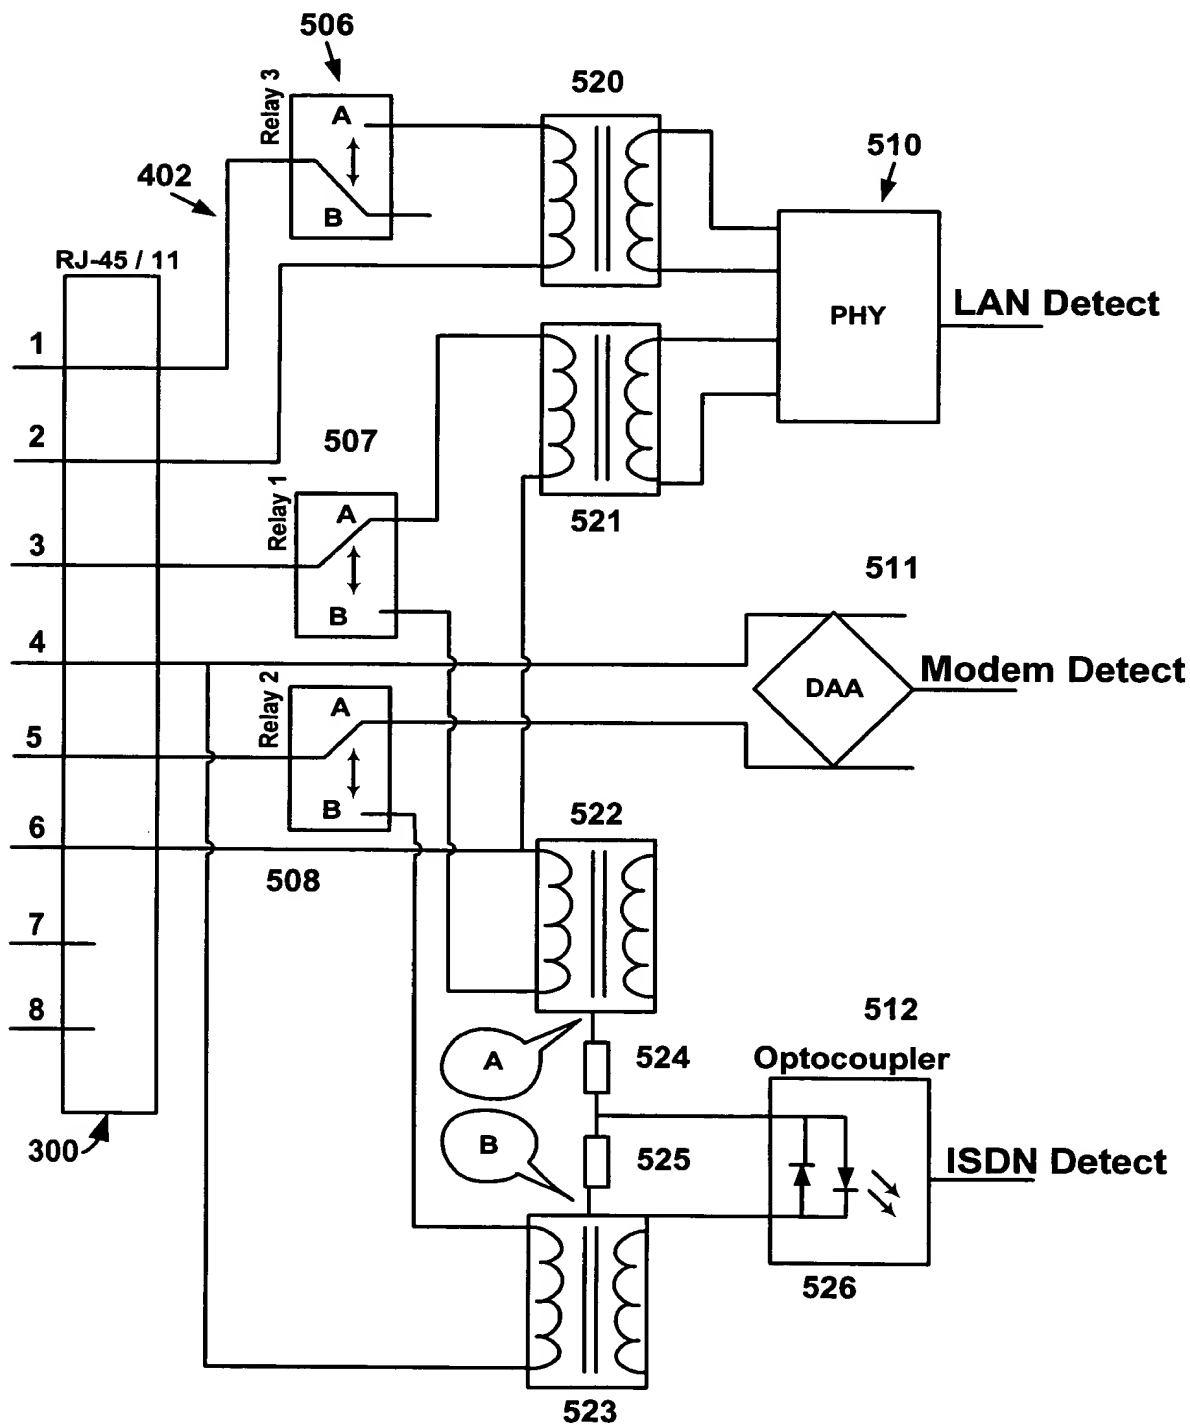 506
Relay 3
A
B
520
510
402
RJ-45 / 11
PHY
LAN Detect
1
2
507
Relay 1
A
B
521
3
511
4
DAA
Modem Detect
Relay 2
A
B
5
522
6
508
7
8
512
A
524
Optocoupler
B
525
300
ISDN Detect
526
523